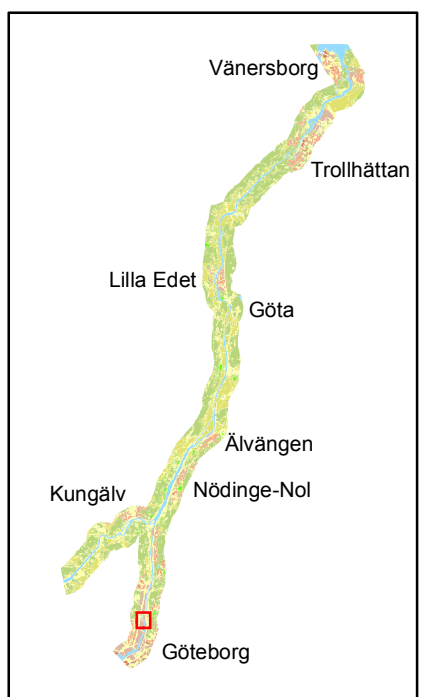 Vänersborg
Trollhättan
Lilla Edet
Göta
Älvängen
Kungälv
Nödinge-Nol
Göteborg